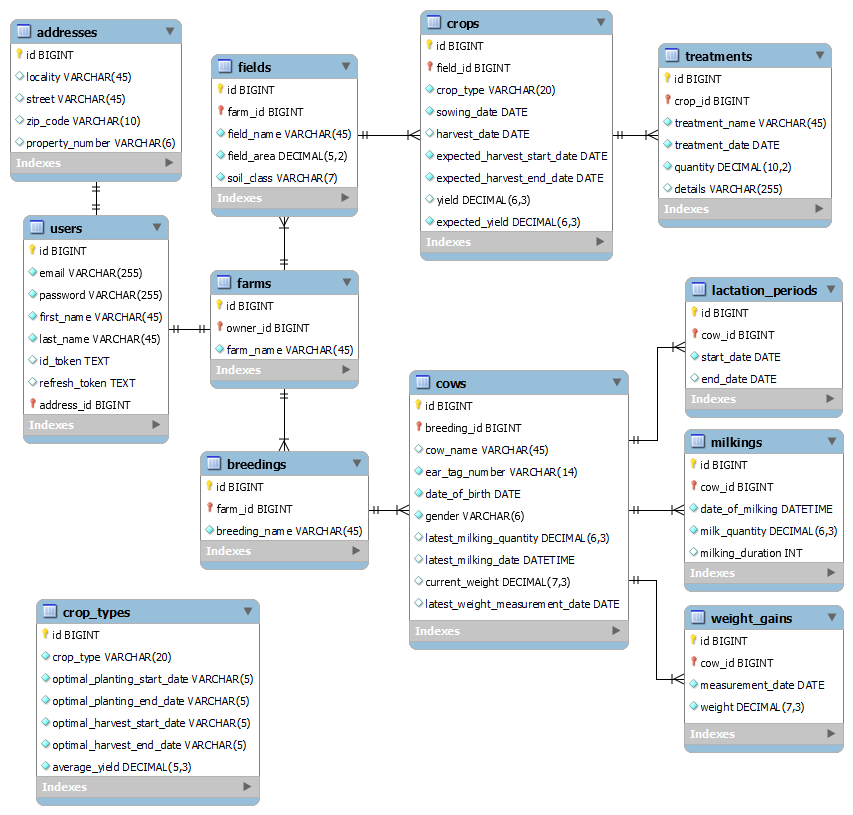 addresses
id BIGINT
locality VARCHAR(45)
street VARCHAR(45)
zip_code VARCHAR(10)
property_number VARCHAR(6)
Indexes
users
id BIGINT
email VARCHAR(255)
password VARCHAR(255)
first_name VARCHAR(45)
last_name VARCHAR(45)
id_token TEXT
refresh_token TEXT
address_id BIGINT
Indexes
fields
id BIGINT
farm_id BIGINT
field_name VARCHAR(45)
field_area DECIMAL(5,2)
soil_class VARCHAR(7)
Indexes
farms
id BIGINT
owner_id BIGINT
farm_name VARCHAR(45)
Indexes
breedings
id BIGINT
farm_id BIGINT
breeding_name VARCHAR(45)
Indexes
crops
id BIGINT
field_id BIGINT
crop_type VARCHAR(20)
sowing_date DATE
harvest_date DATE
expected_harvest_start_date DATE
expected_harvest_end_date DATE
yield DECIMAL(6,3)
expected_yield DECIMAL(6,3)
Indexes
treatments
id BIGINT
crop_id BIGINT
treatment_name VARCHAR(45)
treatment_date DATE
quantity DECIMAL(10,2)
details VARCHAR(255)
Indexes
cows
id BIGINT
breeding_id BIGINT
cow_name VARCHAR(45)
ear_tag_number VARCHAR(14)
date_of_birth DATE
gender VARCHAR(6)
latest_milking_quantity DECIMAL(6,3)
latest_milking_date DATETIME
current_weight DECIMAL(7,3)
latest_weight_measurement_date DATE
Indexes
lactation_periods
id BIGINT
cow_id BIGINT
start_date DATE
end_date DATE
Indexes
milkings
id BIGINT
cow_id BIGINT
date_of_milking DATETIME
milk_quantity DECIMAL(6,3)
milking_duration INT
Indexes
weight_gains
id BIGINT
cow_id BIGINT
measurement_date DATE
weight DECIMAL(7,3)
Indexes
crop_types
id BIGINT
crop_type VARCHAR(20)
optimal_planting_start_date VARCHAR(5)
optimal_planting_end_date VARCHAR(5)
optimal_harvest_start_date VARCHAR(5)
optimal_harvest_end_date VARCHAR(5)
average_yield DECIMAL(5,3)
Indexes